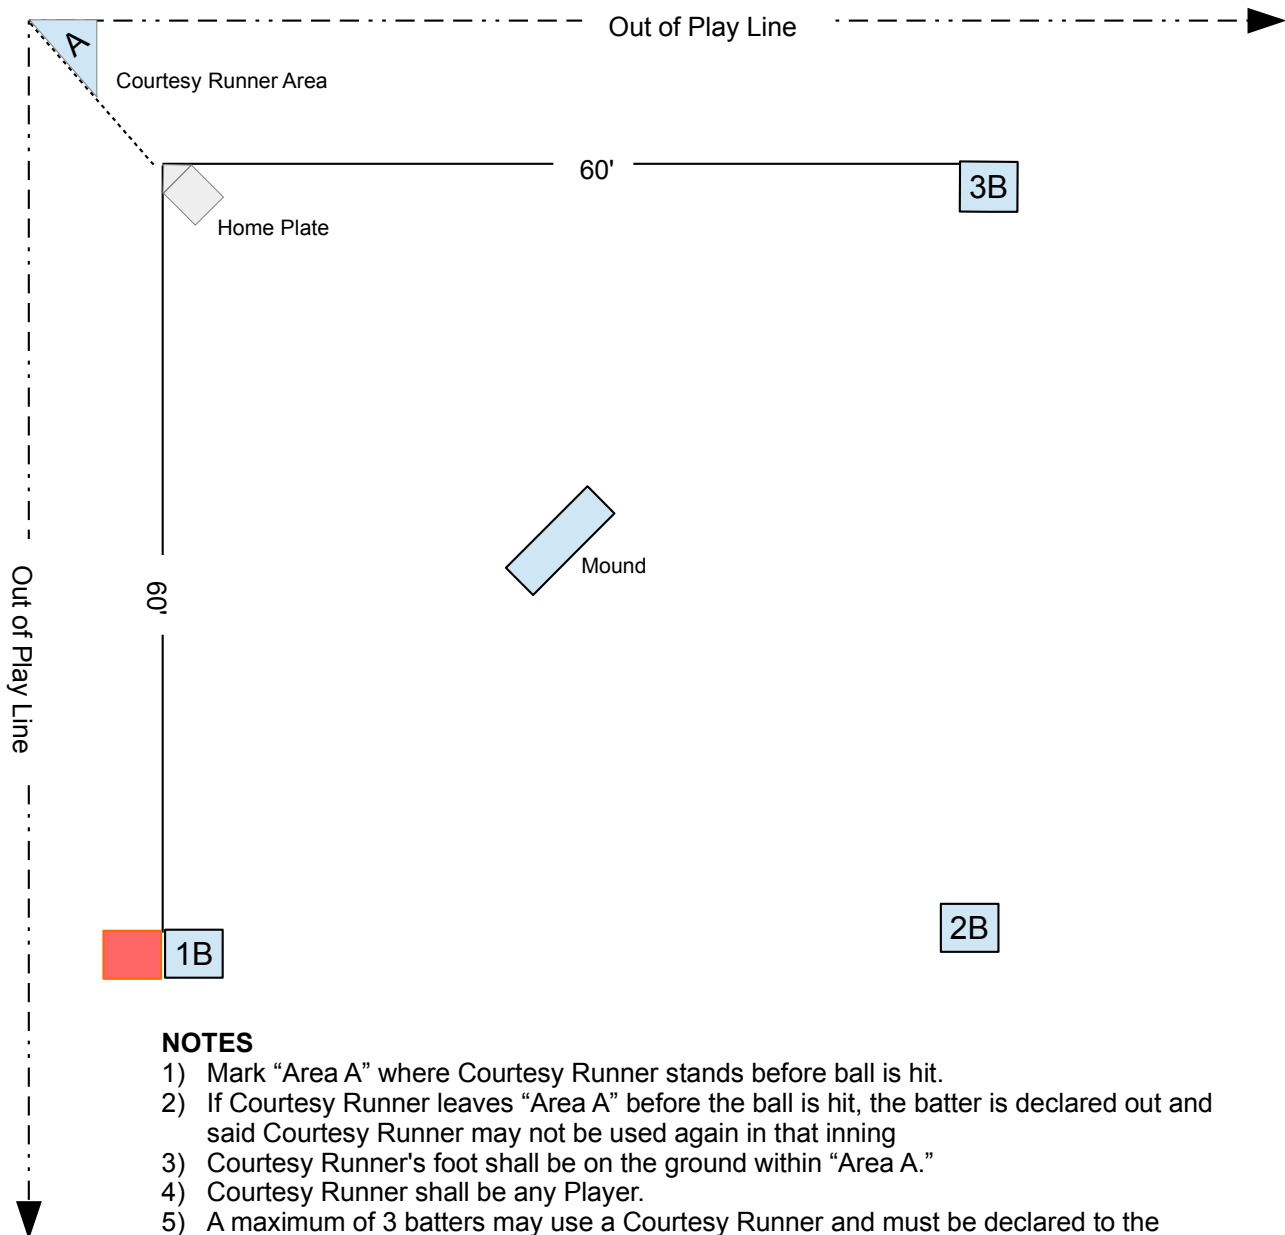 Out of Play Line
A
Courtesy Runner Area
60'
3B
Home Plate
Mound
60'
Out of Play Line
2B
1B
NOTES
1) Mark “Area A” where Courtesy Runner stands before ball is hit.
2) If Courtesy Runner leaves “Area A” before the ball is hit, the batter is declared out and
said Courtesy Runner may not be used again in that inning
3) Courtesy Runner's foot shall be on the ground within “Area A.”
4) Courtesy Runner shall be any Player.
5) A maximum of 3 batters may use a Courtesy Runner and must be declared to the